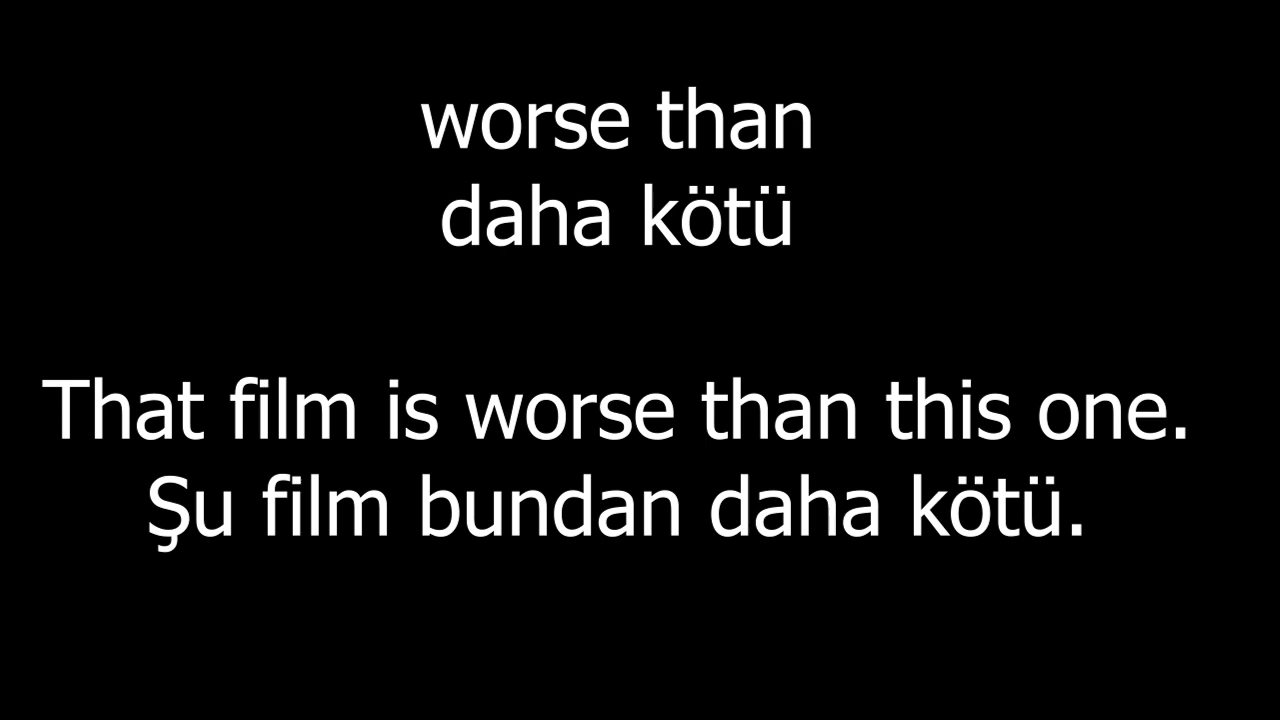 worse than
daha kötü
That film is worse than this one.
Şu film bundan daha kötü.